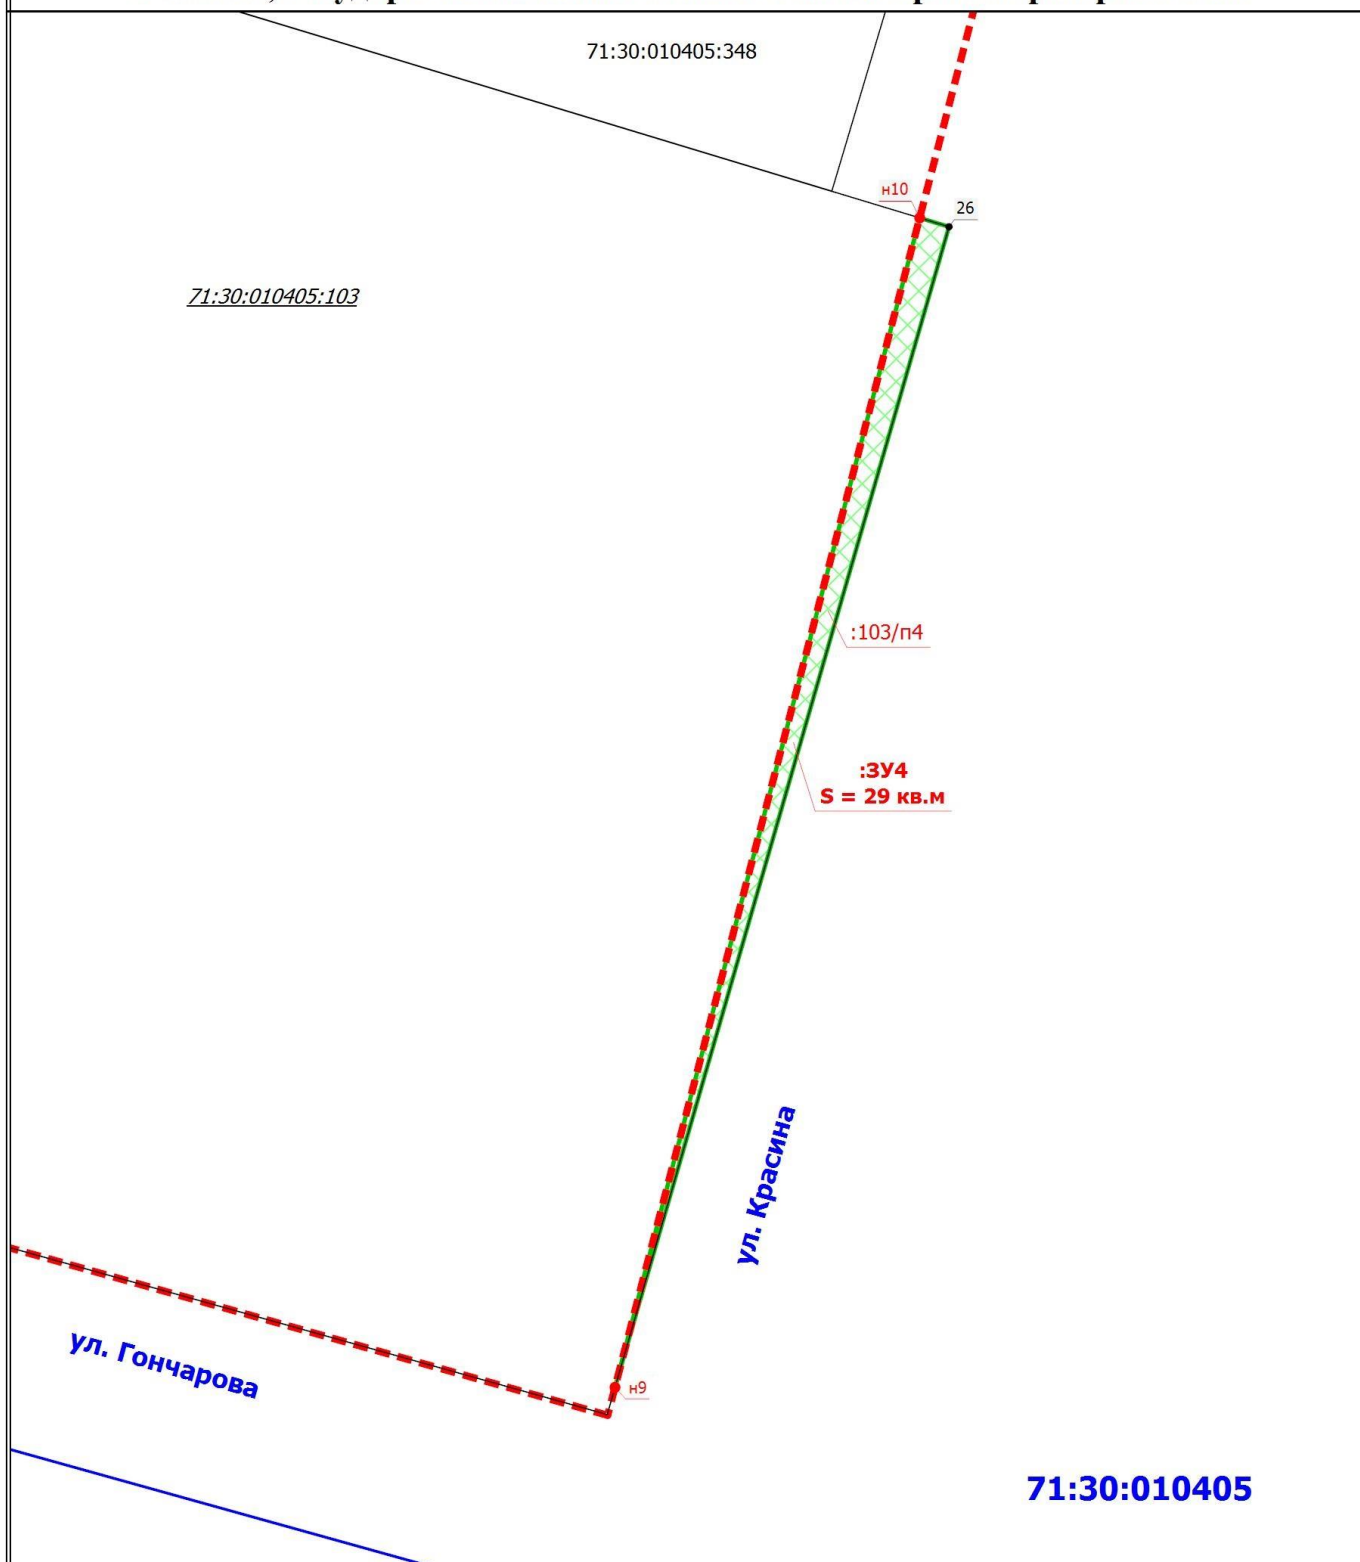 71:30:010405:348
н10
26
71:30:010405:103
:103/п4
:ЗУ4
S = 29 кв.м
ул. Красина
ул. Гончарова
н9
71:30:010405